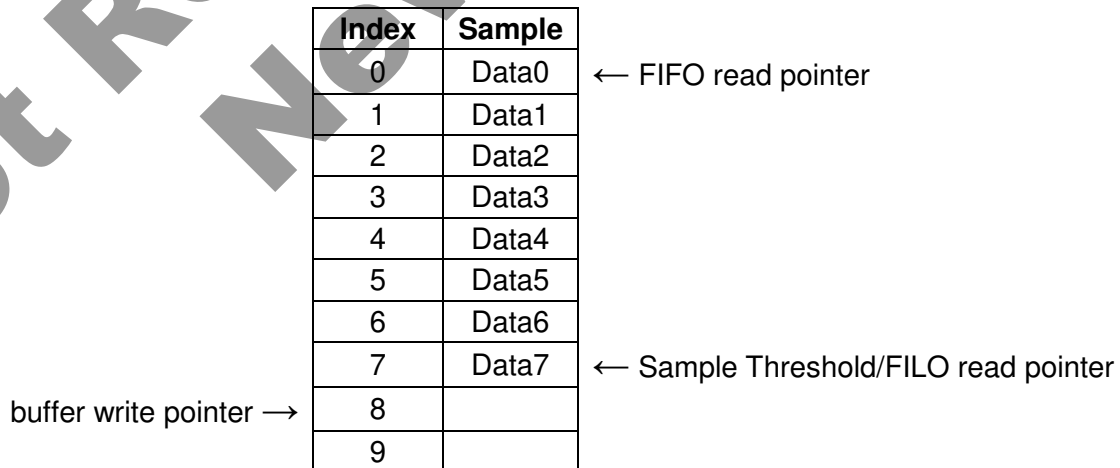 Index Sample
0 Data0 ← FIFO read pointer
1 Data1
2 Data2
3 Data3
4 Data4
5 Data5
6 Data6
7 Data7 ← Sample Threshold/FILO read pointer
buffer write pointer → 8
9